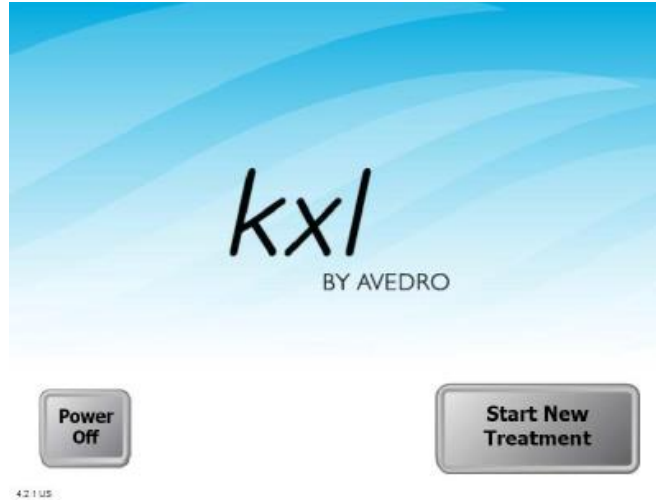 kxl
BY AVEDRO
Power
Off
Start New
Treatment
4.2.1 US